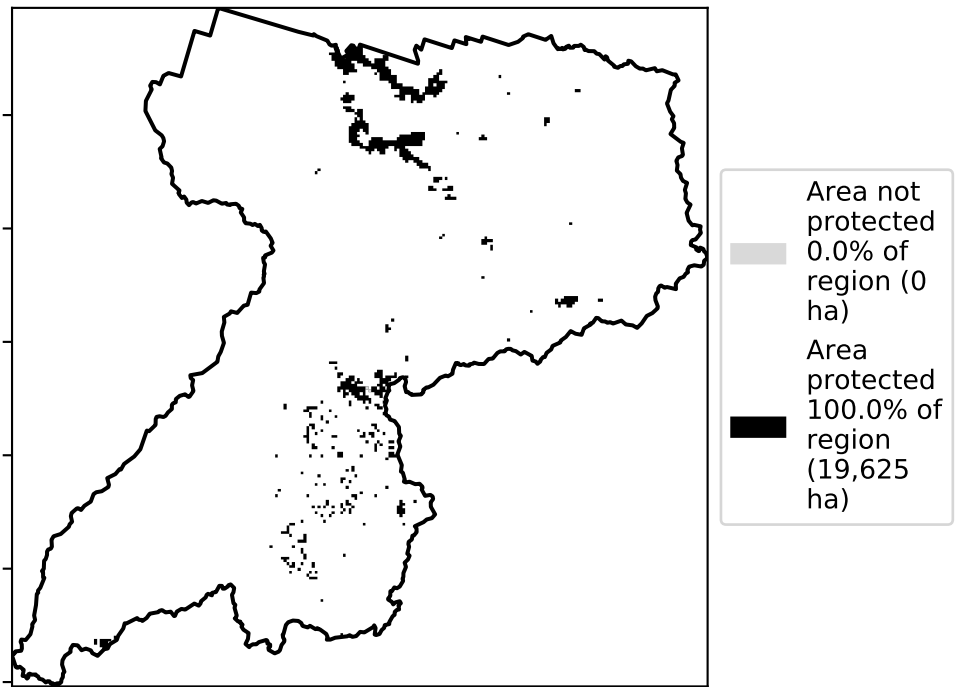 Area not
protected
0.0% of
region (0
ha)
Area
protected
100.0% of
region
(19,625
ha)